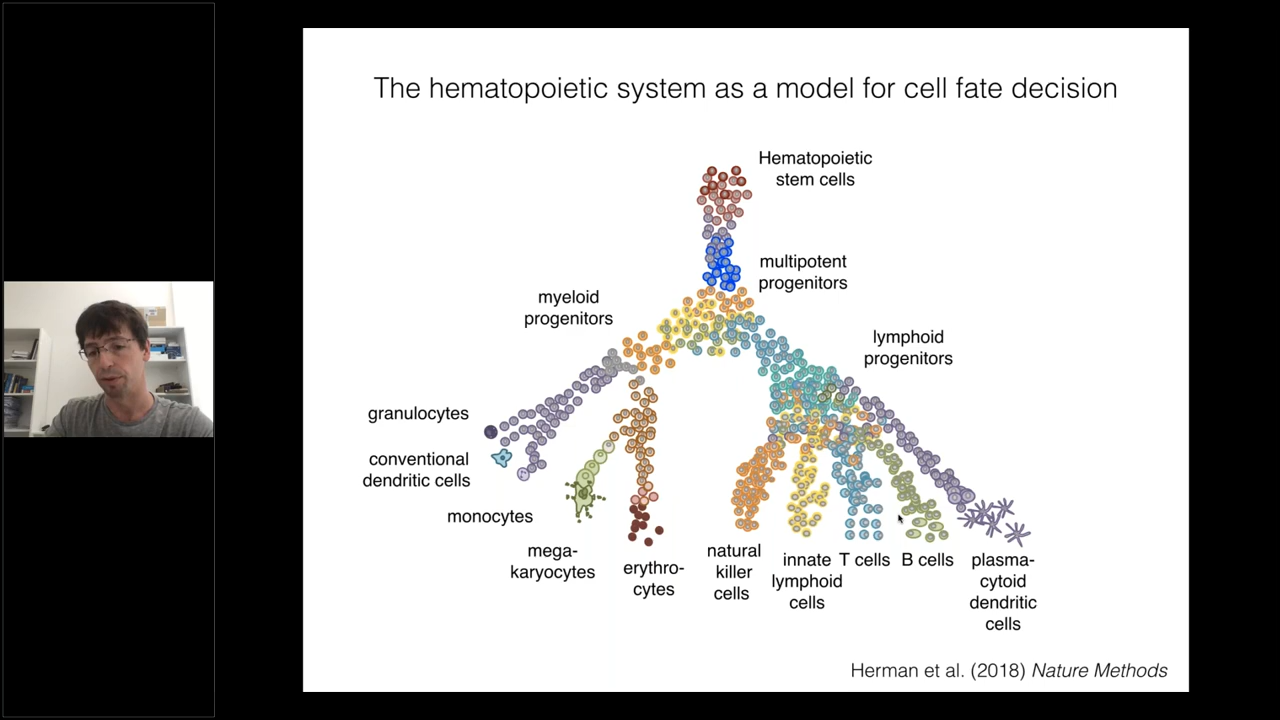 The hematopoietic system as a model for cell fate decision
Hematopoietic
stem cells
multipotent
progenitors
myeloid
progenitors
lymphoid
progenitors
granulocytes
conventional
dendritic cells
monocytes
mega-
karyocytes
erythro-
cytes
natural
killer
cells
innate
lymphoid
cells
T cells
B cells
plasma-
cytoid
dendritic
cells
Herman et al. (2018) Nature Methods